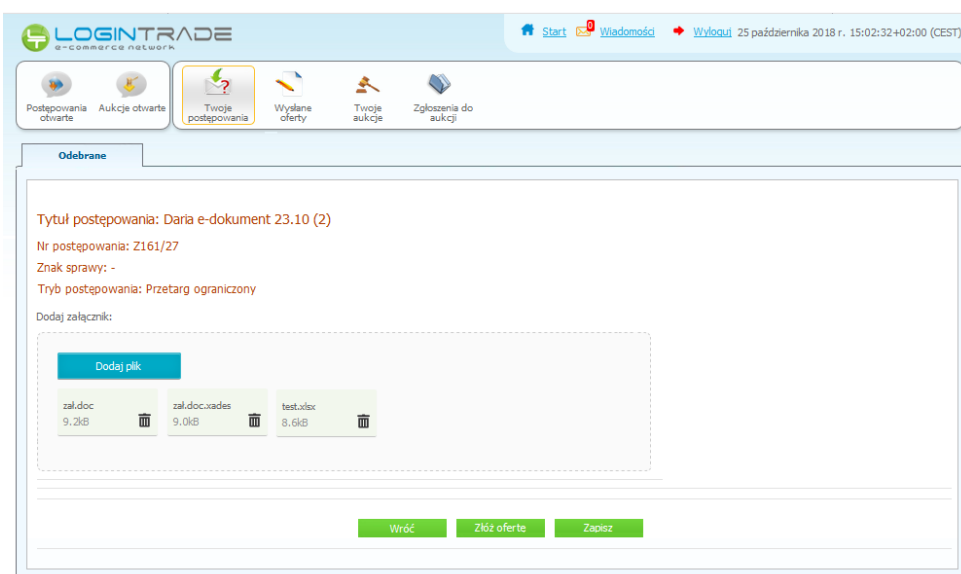 LOGINTRADE
e-commerce network
Start 0 Wiadomości Wyloguj 25 października 2018 r. 15:02:32+02:00 (CEST)
Postępowania otwarte
Aukcje otwarte
Twoje postępowania
Wysłane oferty
Twoje aukcje
Zgłoszenia do aukcji
Odebrane
Tytuł postępowania: Daria e-dokument 23.10 (2)
Nr postępowania: Z161/27
Znak sprawy: -
Tryb postępowania: Przetarg ograniczony
Dodaj załącznik:
Dodaj plik
zał.doc
9.2kB
zał.doc.xades
9.0kB
test.xlsx
8.6kB
Wróć Złóż ofertę Zapisz